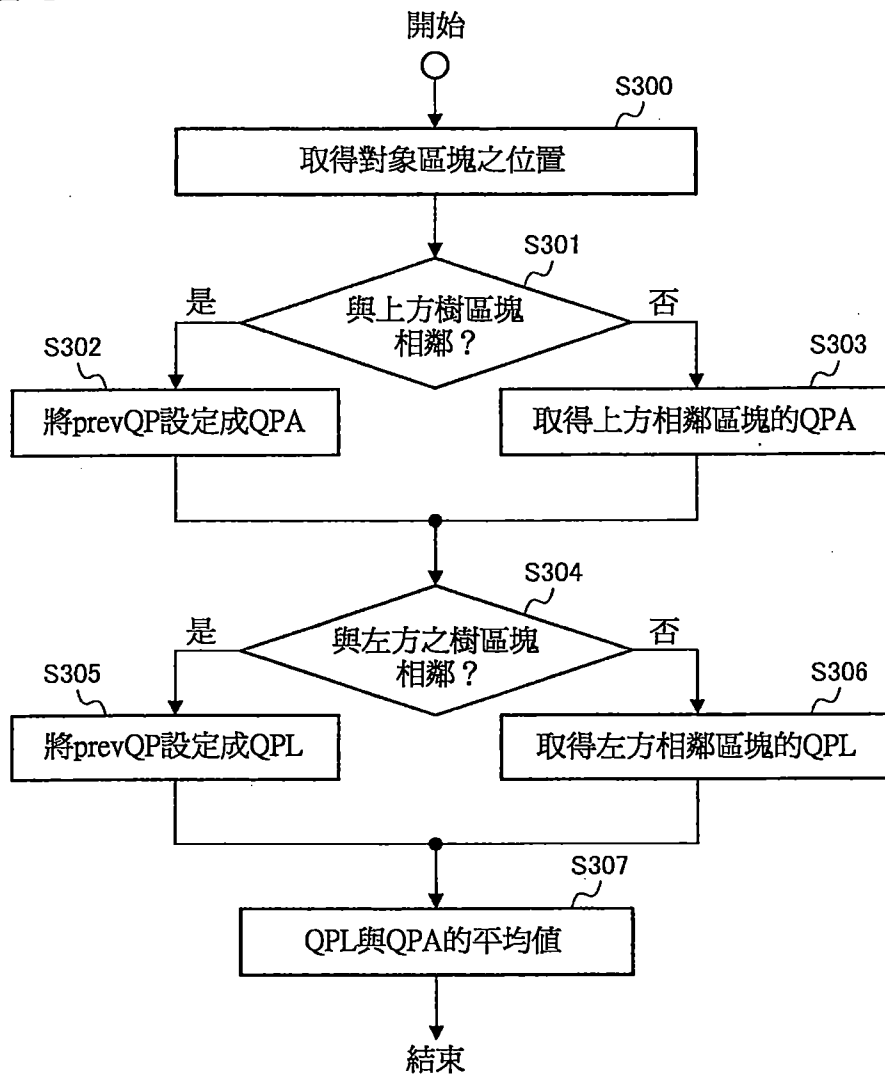 開始
S300
取得對象區塊之位置
S301
與上方樹區塊
相鄰？
是
否
S302
將prevQP設定成QPA
S303
取得上方相鄰區塊的QPA
S304
與左方之樹區塊
相鄰？
是
否
S305
將prevQP設定成QPL
S306
取得左方相鄰區塊的QPL
S307
QPL與QPA的平均値
結束